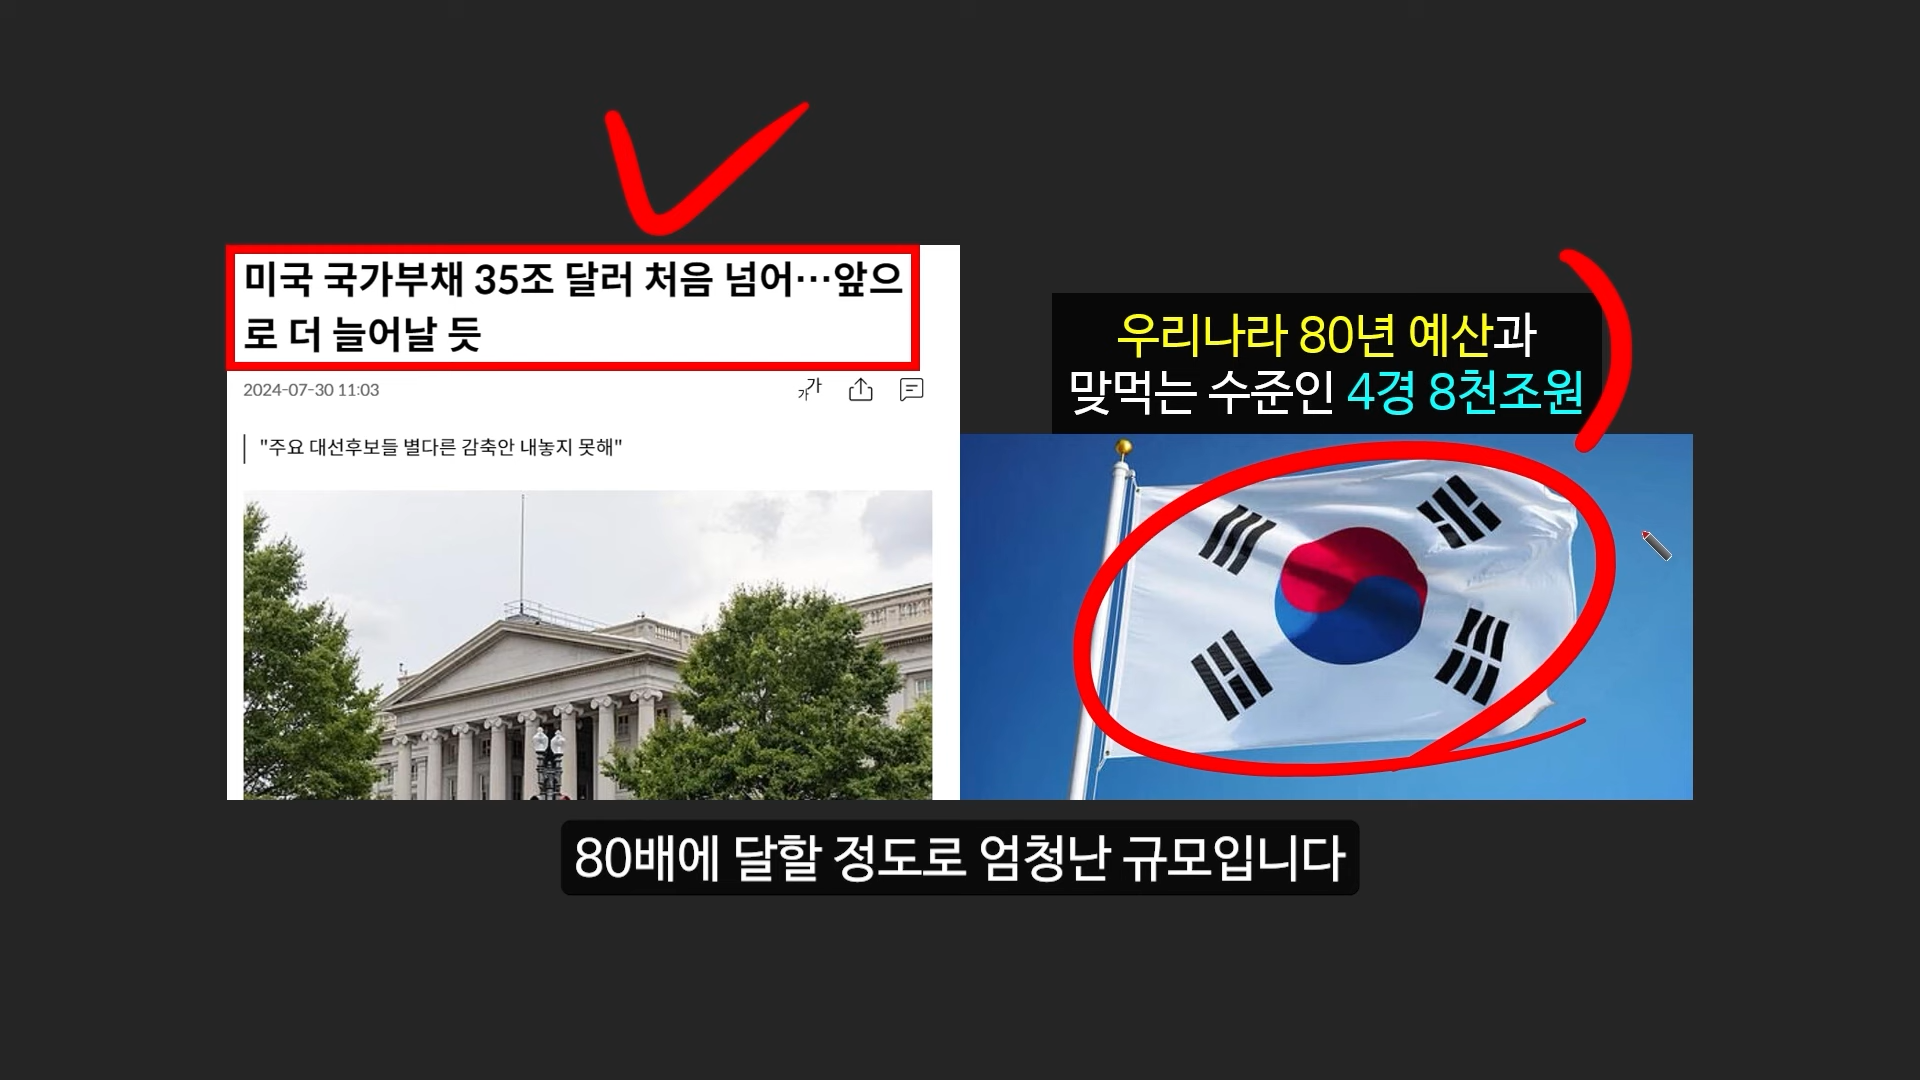 미국 국가부채 35조 달러 처음 넘어…앞으
로 더 늘어날 듯
2024-07-30 11:03
가가
"주요 대선후보들 별다른 감축안 내놓지 못해"
우리나라 80년 예산과
맞먹는 수준인 4경 8천조원
80배에 달할 정도로 엄청난 규모입니다